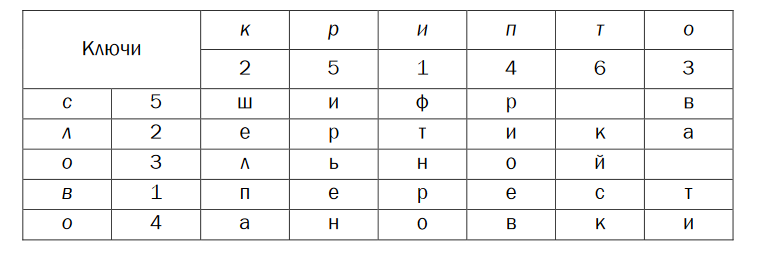 Ключи к р и п т о
2 5 1 4 6 3
с 5 ш и ф р в
л 2 е р т и к а
о 3 л ь н о й
в 1 п е р е с т
о 4 а н о в к и